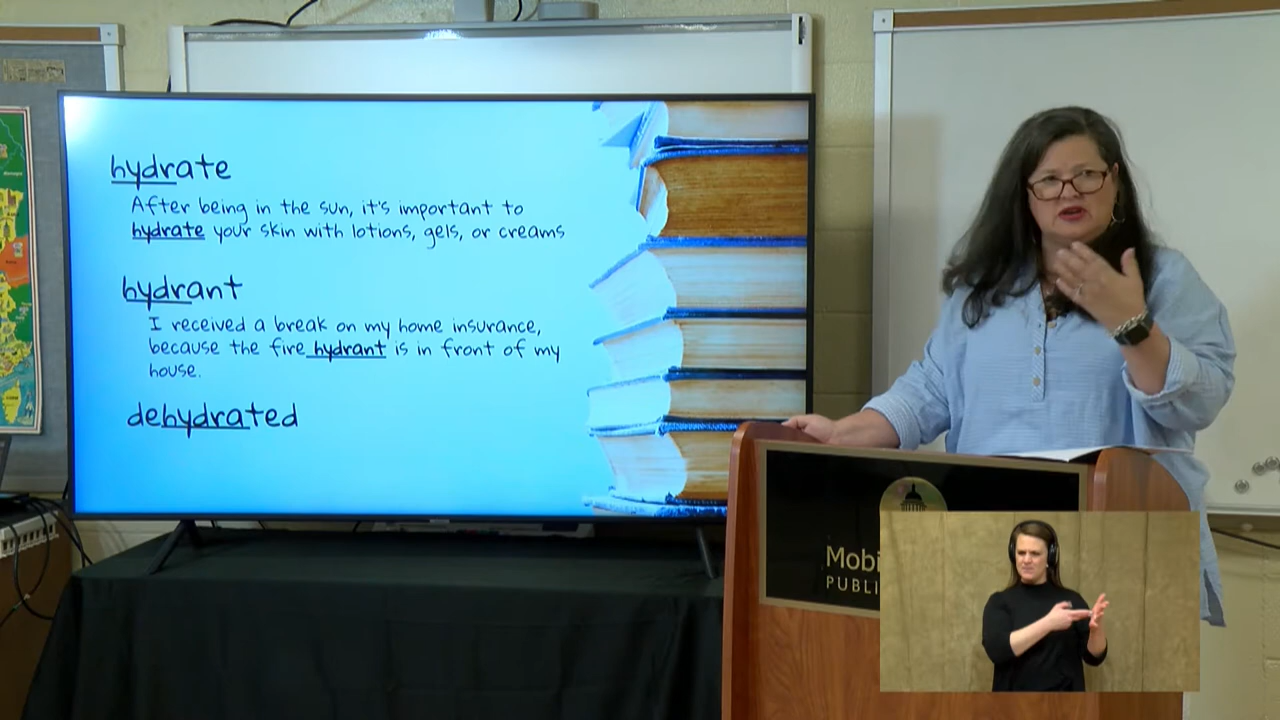 hydrate
After being in the sun, it's important to
hydrate your skin with lotions, gels, or creams
hydrant
I received a break on my home insurance,
because the fire hydrant is in front of my
house.
dehydrated
Mobi
PUBLI